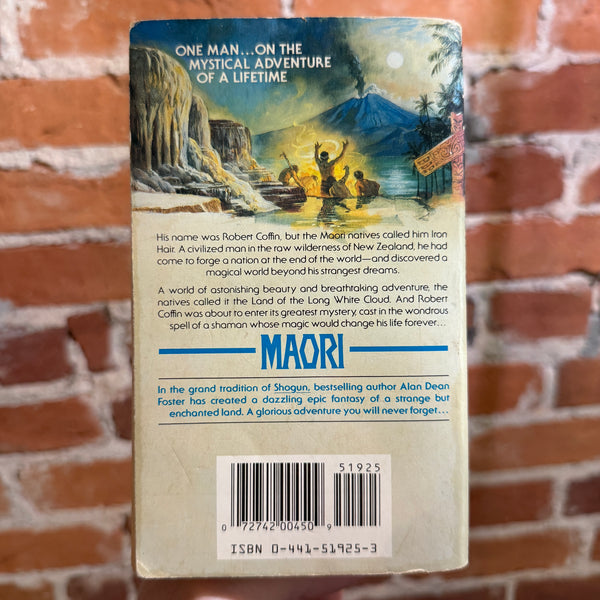 ONE MAN...ON THE
MYSTICAL ADVENTURE
OF A LIFETIME
His name was Robert Coffin, but the Maori natives called him Iron
Hair. A civilized man in the raw wilderness of New Zealand, he had
come to forge a nation at the end of the world—and discovered a
magical world beyond his strangest dreams.
A world of astonishing beauty and breathtaking adventure, the
natives called it the Land of the Long White Cloud. And Robert
Coffin was about to enter its greatest mystery, cast in the wondrous
spell of a shaman whose magic would change his life forever...
MAORI
In the grand tradition of Shogun, bestselling author Alan Dean
Foster has created a dazzling epic fantasy of a strange but
enchanted land. A glorious adventure you will never forget...
51925
0 72742 00450 9
ISBN 0-441-51925-3